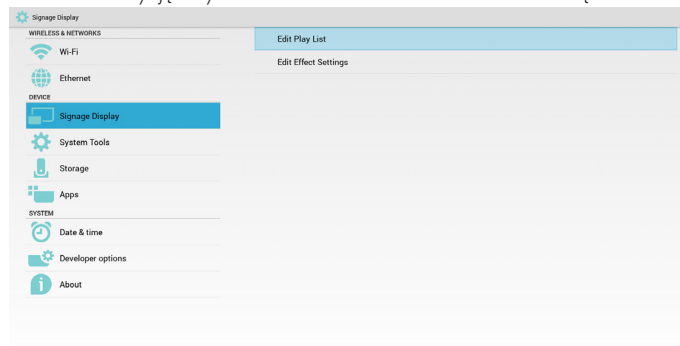 Signage Display
WIRELESS & NETWORKS
Wi-Fi
Ethernet
DEVICE
Signage Display
System Tools
Storage
Apps
SYSTEM
Date & time
Developer options
About
Edit Play List
Edit Effect Settings